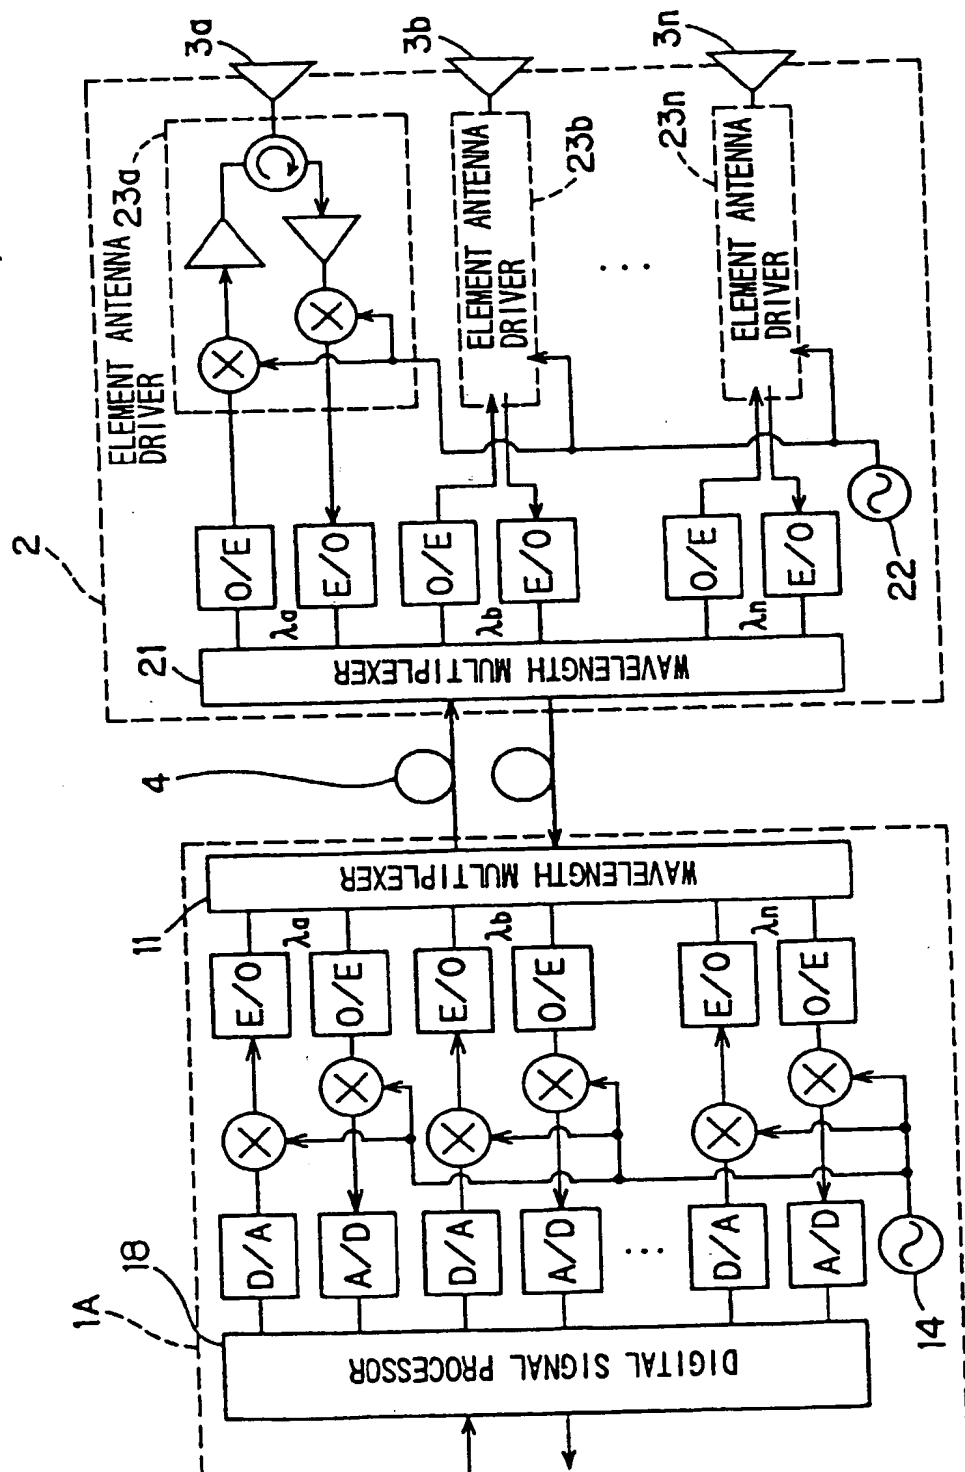 1A
18
DIGITAL SIGNAL PROCESSOR
D/A
A/D
D/A
A/D
...
D/A
A/D
14
E/O
O/E
E/O
O/E
E/O
O/E
λa
λb
λn
11
WAVELENGTH MULTIPLEXER
4
2
21
WAVELENGTH MULTIPLEXER
λa
λb
λn
O/E
E/O
O/E
E/O
O/E
E/O
22
ELEMENT ANTENNA
DRIVER
23a
3a
ELEMENT ANTENNA
DRIVER
23b
3b
...
ELEMENT ANTENNA
DRIVER
23n
3n